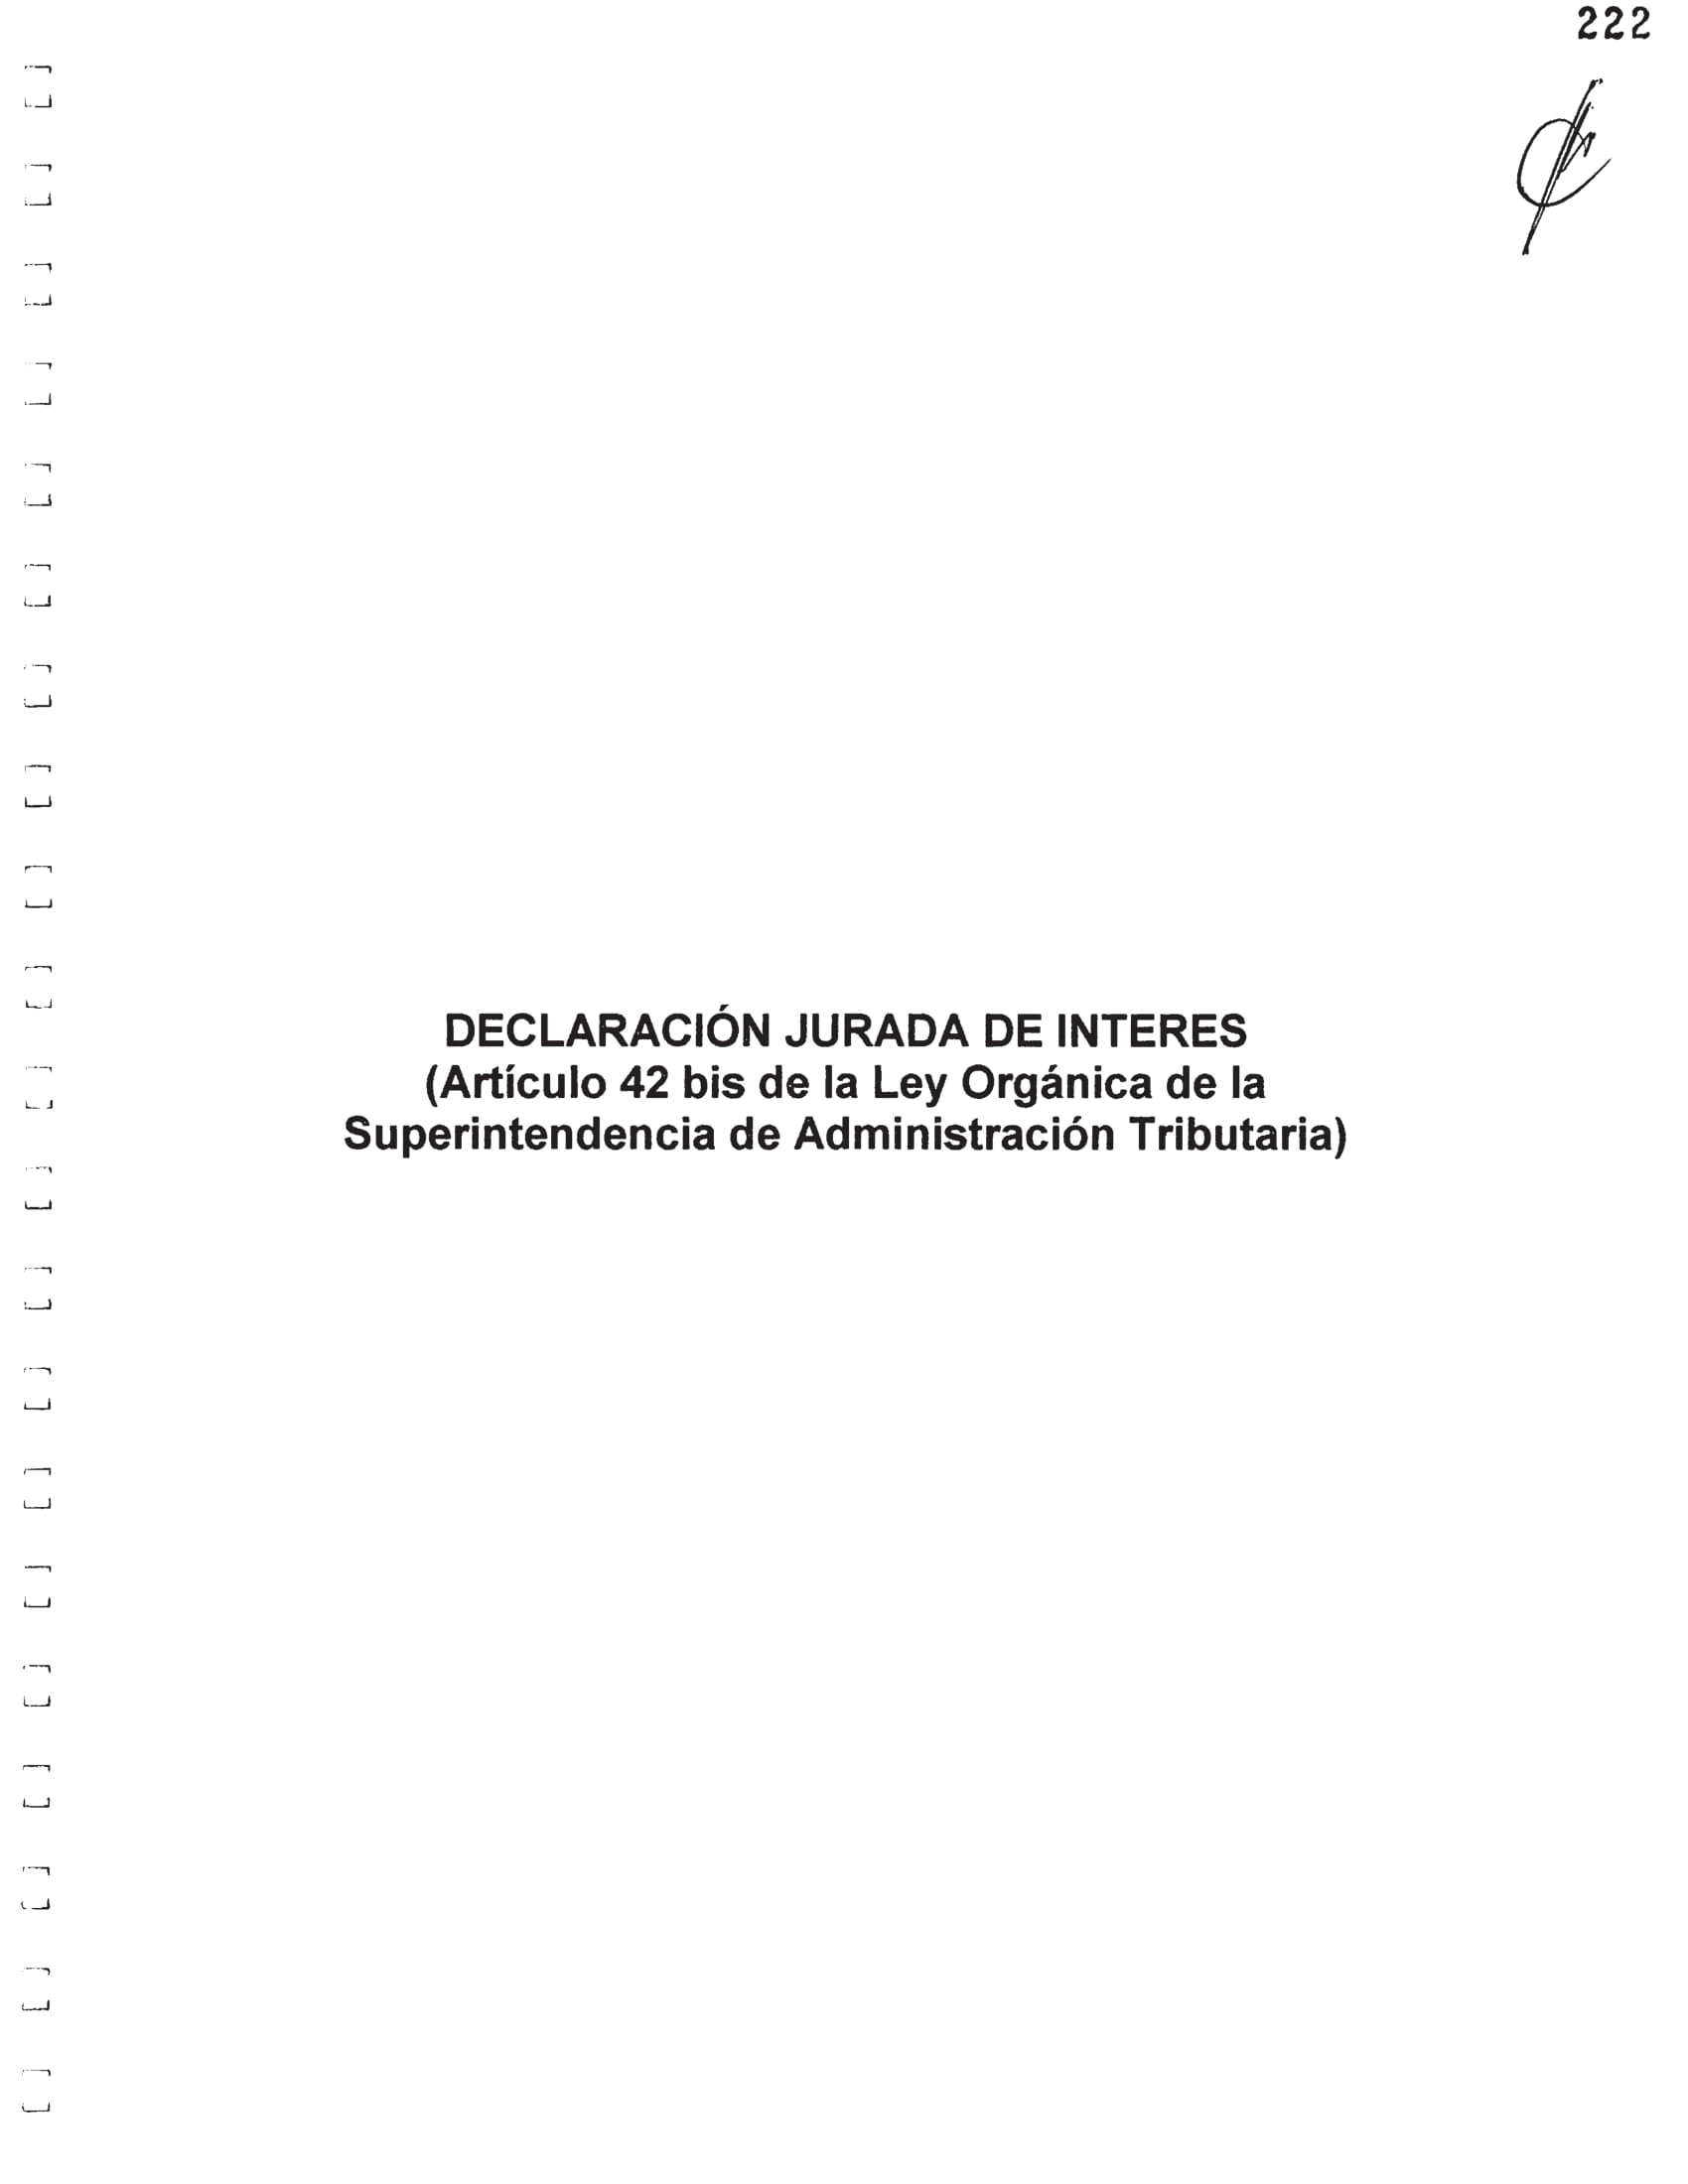 222
DECLARACIÓN JURADA DE INTERES
(Artículo 42 bis de la Ley Orgánica de la
Superintendencia de Administración Tributaria)